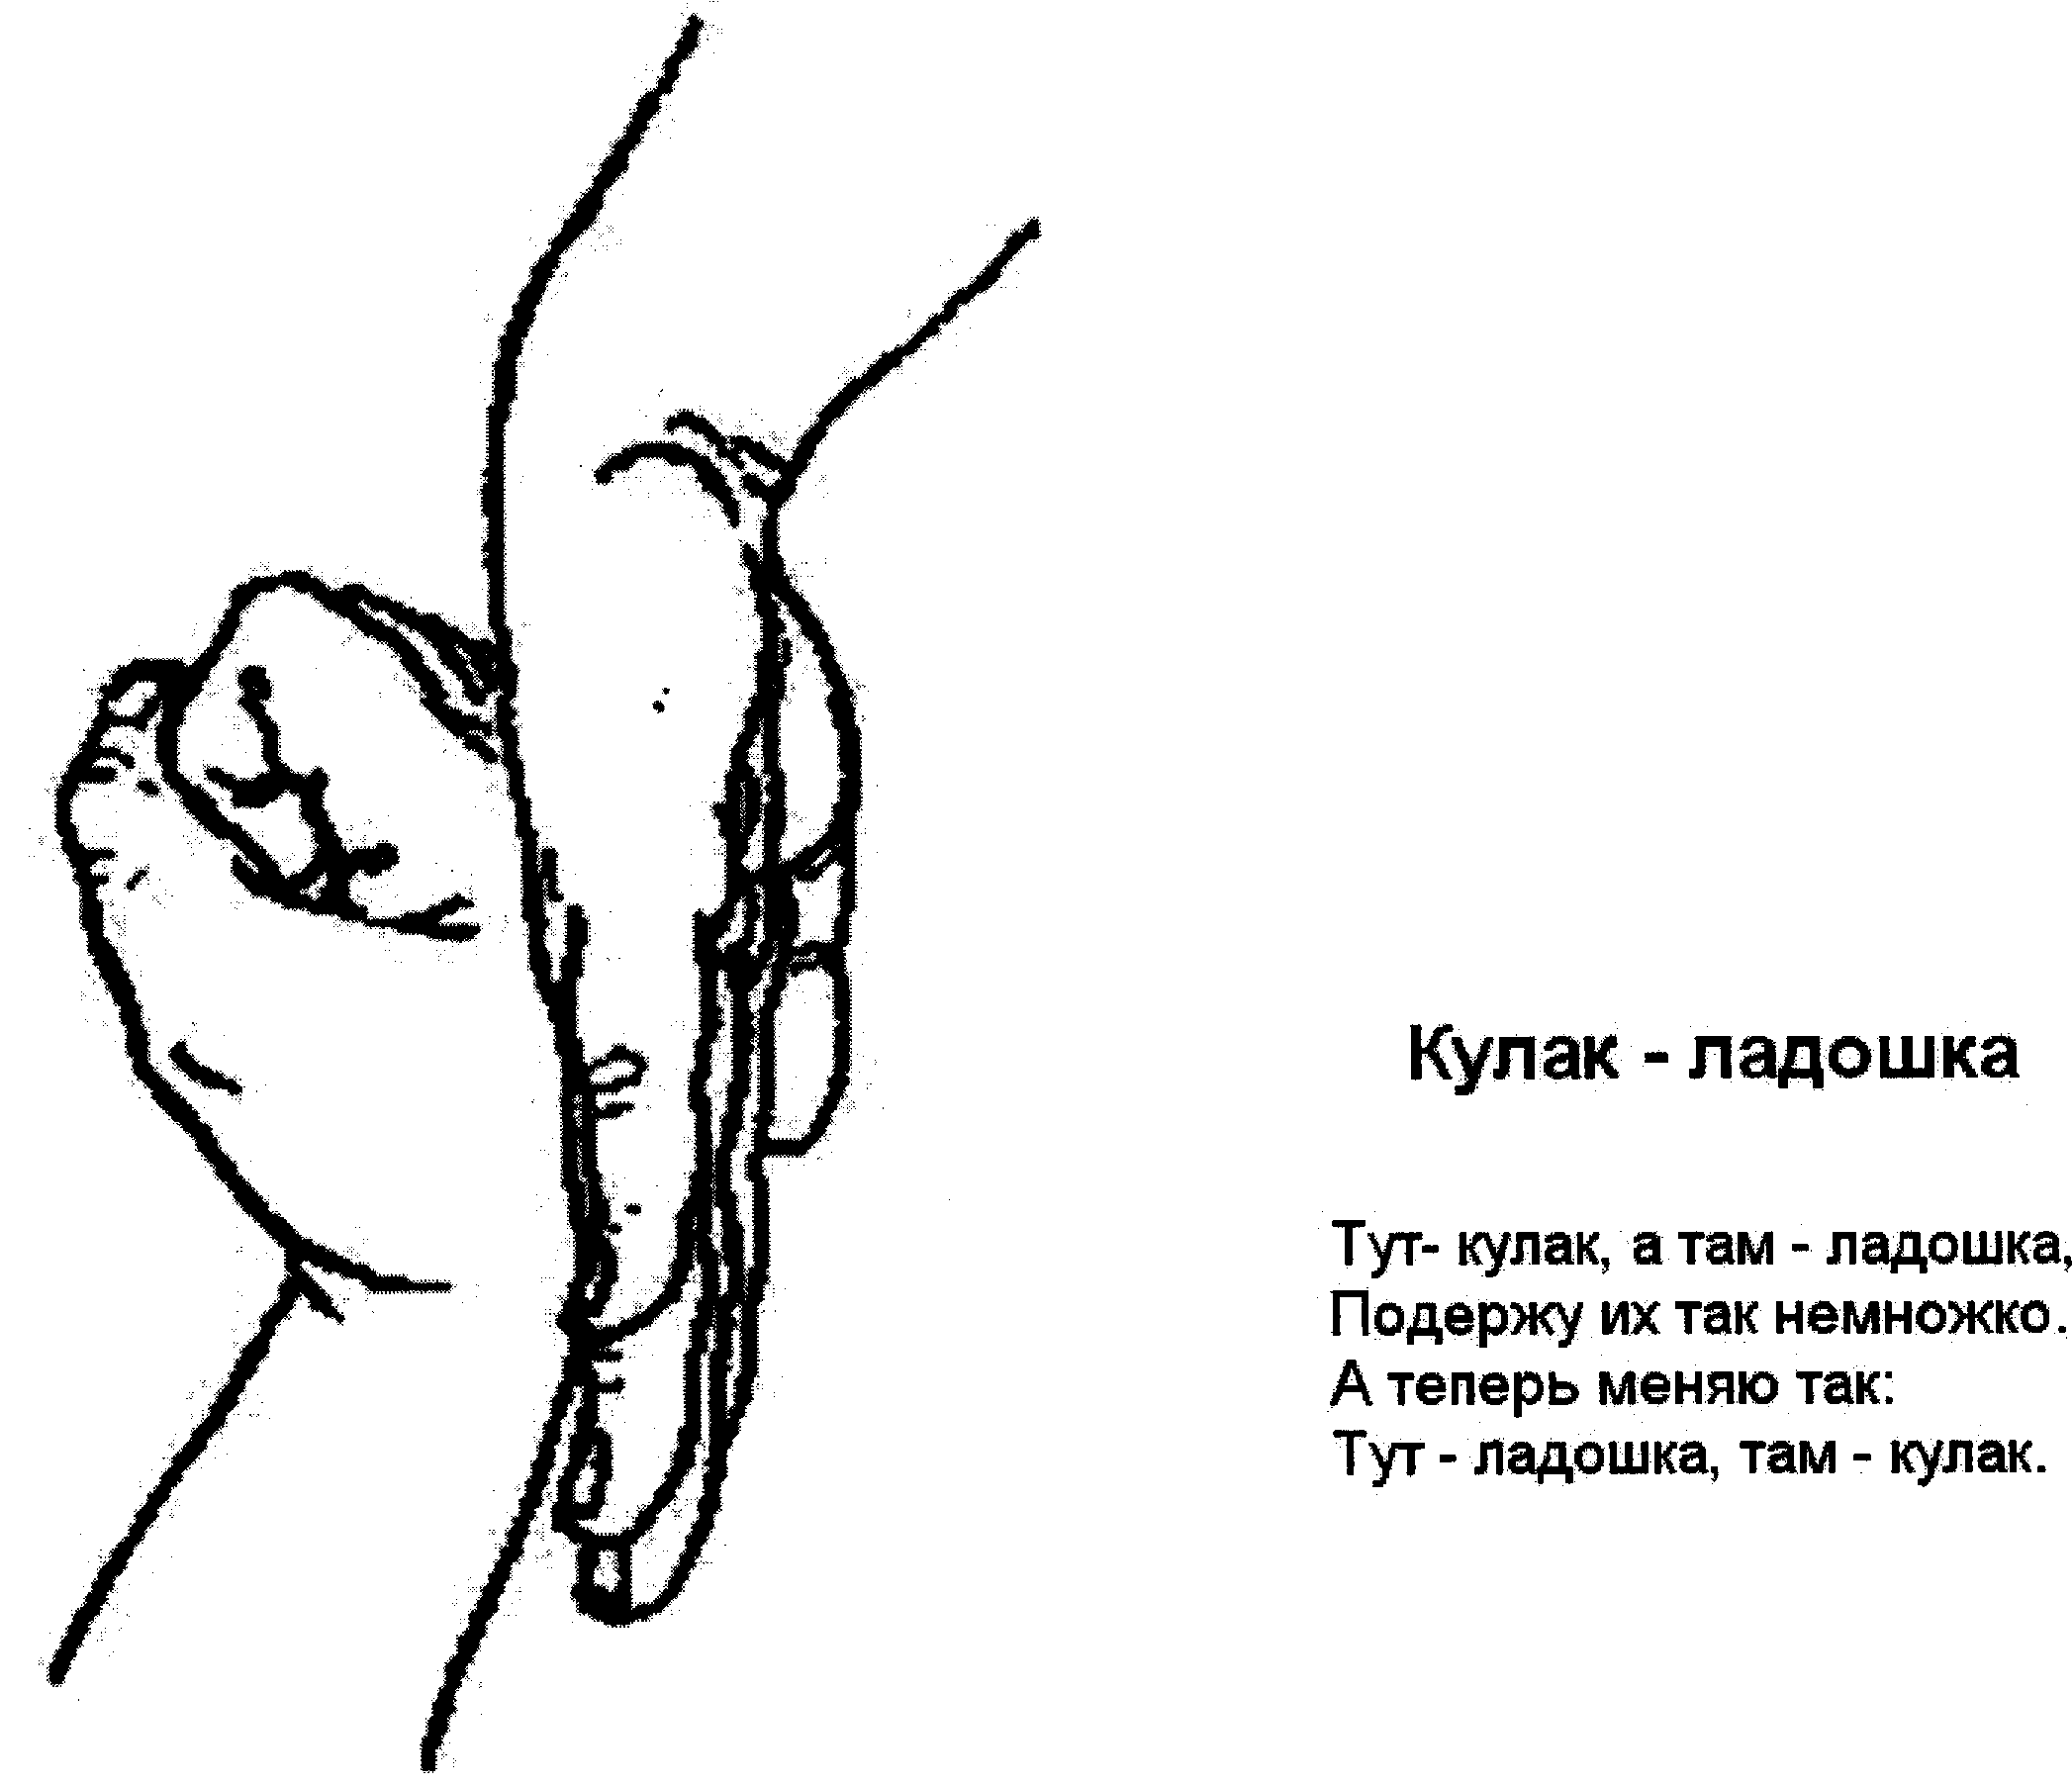 Кулак - ладошка
Тут- кулак, а там - ладошка,
Подержу их так немножко.
А теперь меняю так:
Тут - ладошка, там - кулак.